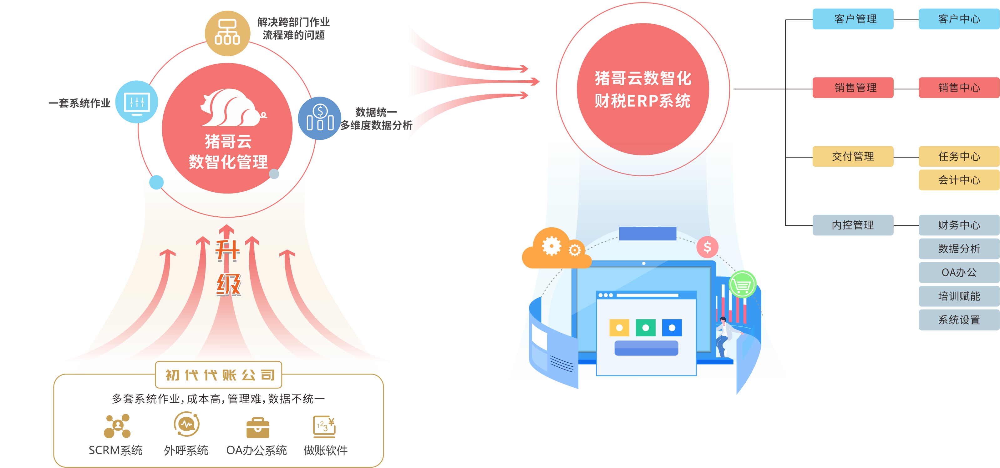 解决跨部门作业
流程难的问题
一套系统作业
数据统一
多维度数据分析
猪哥云
数智化管理
升
级
初代代账公司
多套系统作业，成本高，管理难，数据不统一
123¥
SCRM系统
外呼系统
OA办公系统
做账软件
猪哥云数智化
财税ERP系统
$
$
客户管理
客户中心
销售管理
销售中心
交付管理
任务中心
会计中心
内控管理
财务中心
数据分析
OA办公
培训赋能
系统设置